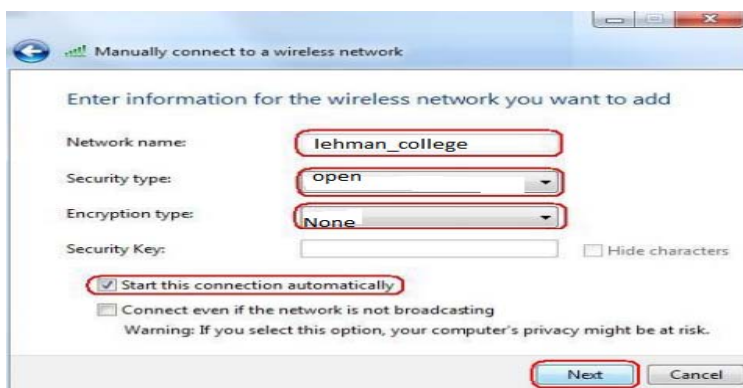 Manually connect to a wireless network
Enter information for the wireless network you want to add
Network name: lehman_college
Security type: open
Encryption type: None
Security Key: Hide characters
Start this connection automatically
Connect even if the network is not broadcasting
Warning: If you select this option, your computer's privacy might be at risk.
Next Cancel